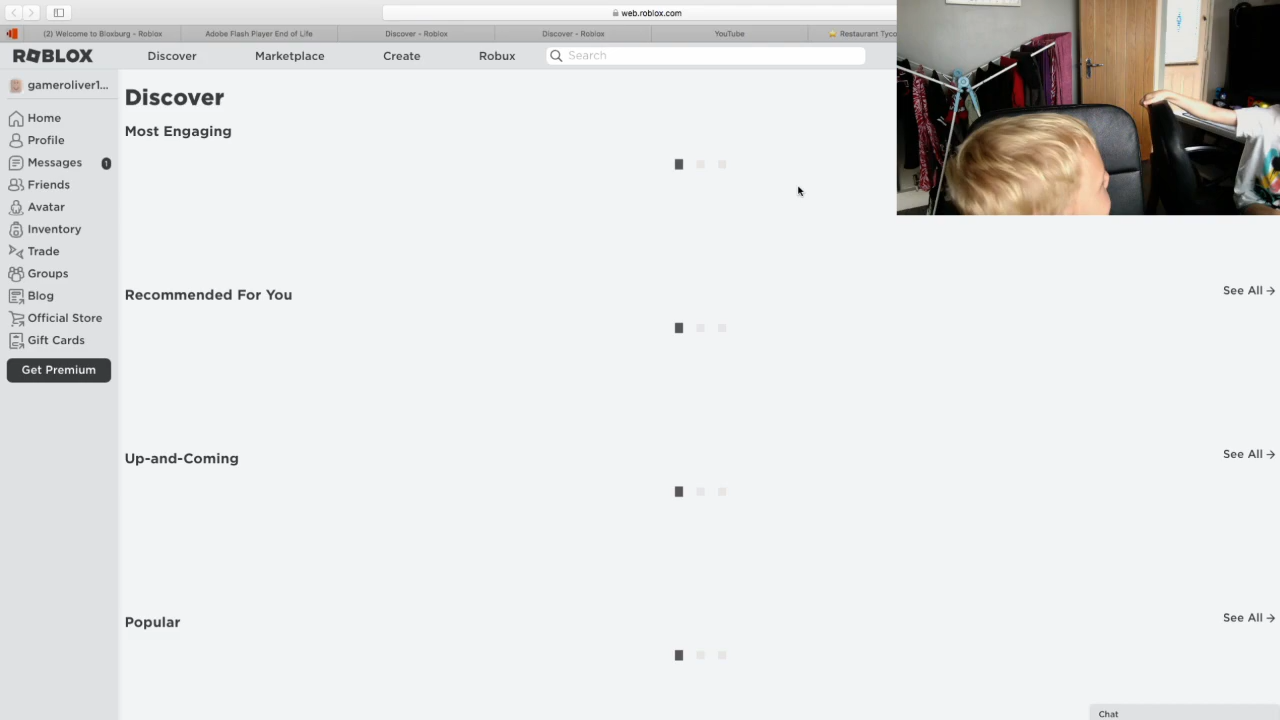 web.roblox.com
(2) Welcome to Bloxburg - Roblox
Adobe Flash Player End of Life
Discover - Roblox
Discover - Roblox
YouTube
Restaurant Tyco
ROBLOX
Discover
Marketplace
Create
Robux
Search
gameroliver1...
Home
Profile
Messages
1
Friends
Avatar
Inventory
Trade
Groups
Blog
Official Store
Gift Cards
Get Premium
Discover
Most Engaging
Recommended For You
See All →
Up-and-Coming
See All →
Popular
See All →
Chat